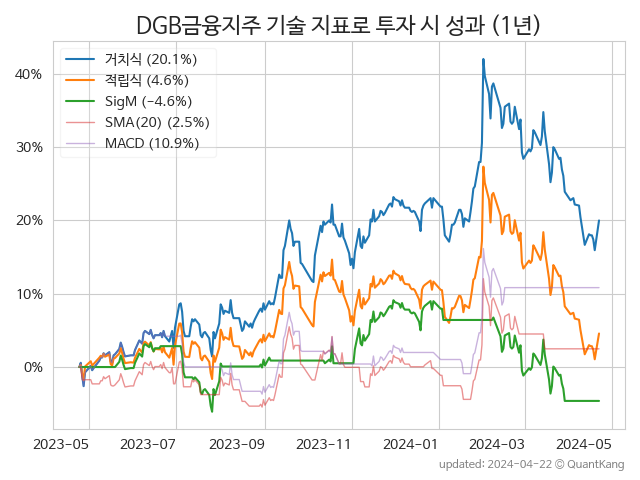 DGB금융지주 기술 지표로 투자 시 성과 (1년)
거치식 (20.1%)
적립식 (4.6%)
SigM (−4.6%)
SMA(20) (2.5%)
MACD (10.9%)
40%
30%
20%
10%
0%
2023-05 2023-07 2023-09 2023-11 2024-01 2024-03 2024-05
updated: 2024-04-22 © QuantKang